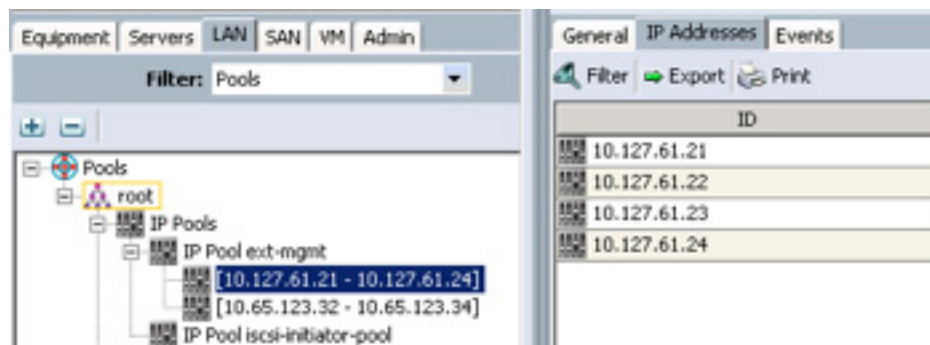 Equipment Servers LAN SAN VM Admin
Filter: Pools
Pools
root
IP Pools
IP Pool ext-mgmt
[10.127.61.21 - 10.127.61.24]
[10.65.123.32 - 10.65.123.34]
IP Pool iscsi-initiator-pool
General IP Addresses Events
Filter Export Print
ID
10.127.61.21
10.127.61.22
10.127.61.23
10.127.61.24